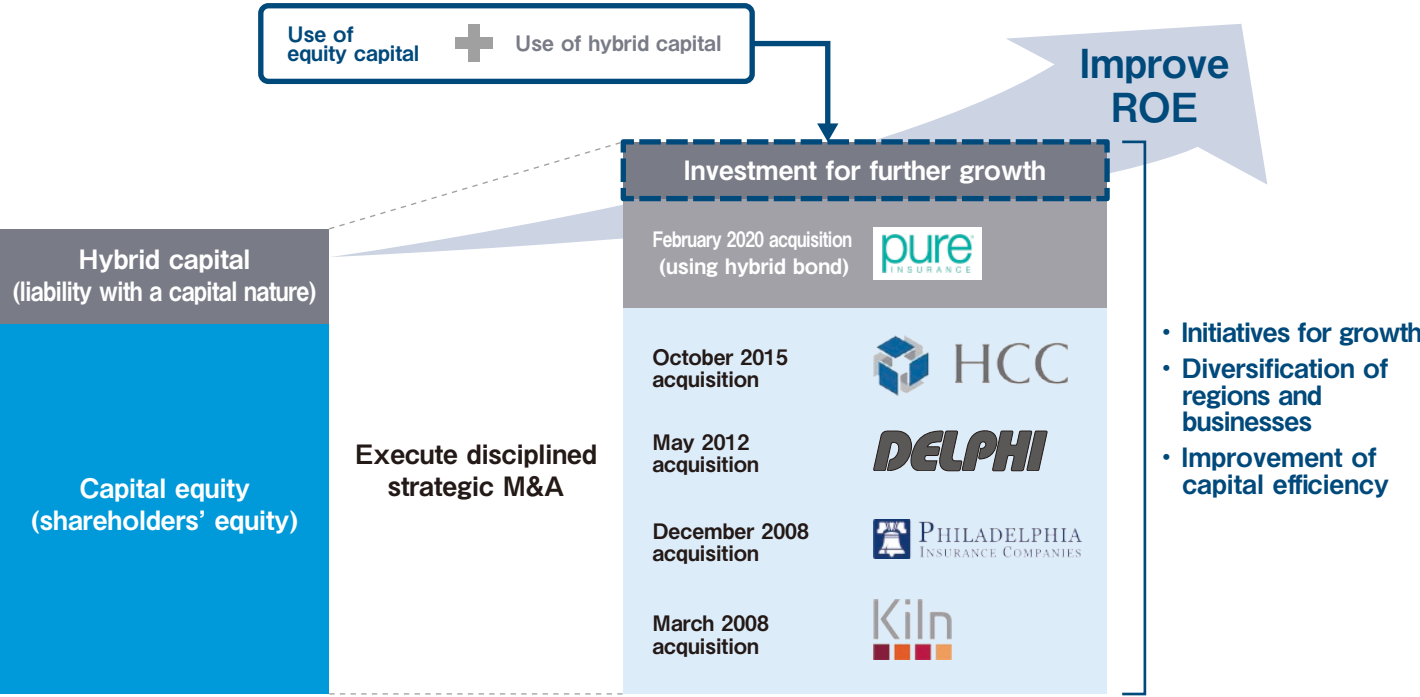 Use of
equity capital
Use of hybrid capital
Improve
ROE
Investment for further growth
February 2020 acquisition
(using hybrid bond)
pure
INSURANCE
Hybrid capital
(liability with a capital nature)
October 2015
acquisition
HCC
May 2012
acquisition
DELPHI
December 2008
acquisition
PHILADELPHIA
INSURANCE COMPANIES
March 2008
acquisition
Kiln
Execute disciplined
strategic M&A
Capital equity
(shareholders’ equity)
・Initiatives for growth
・Diversification of
regions and
businesses
・Improvement of
capital efficiency